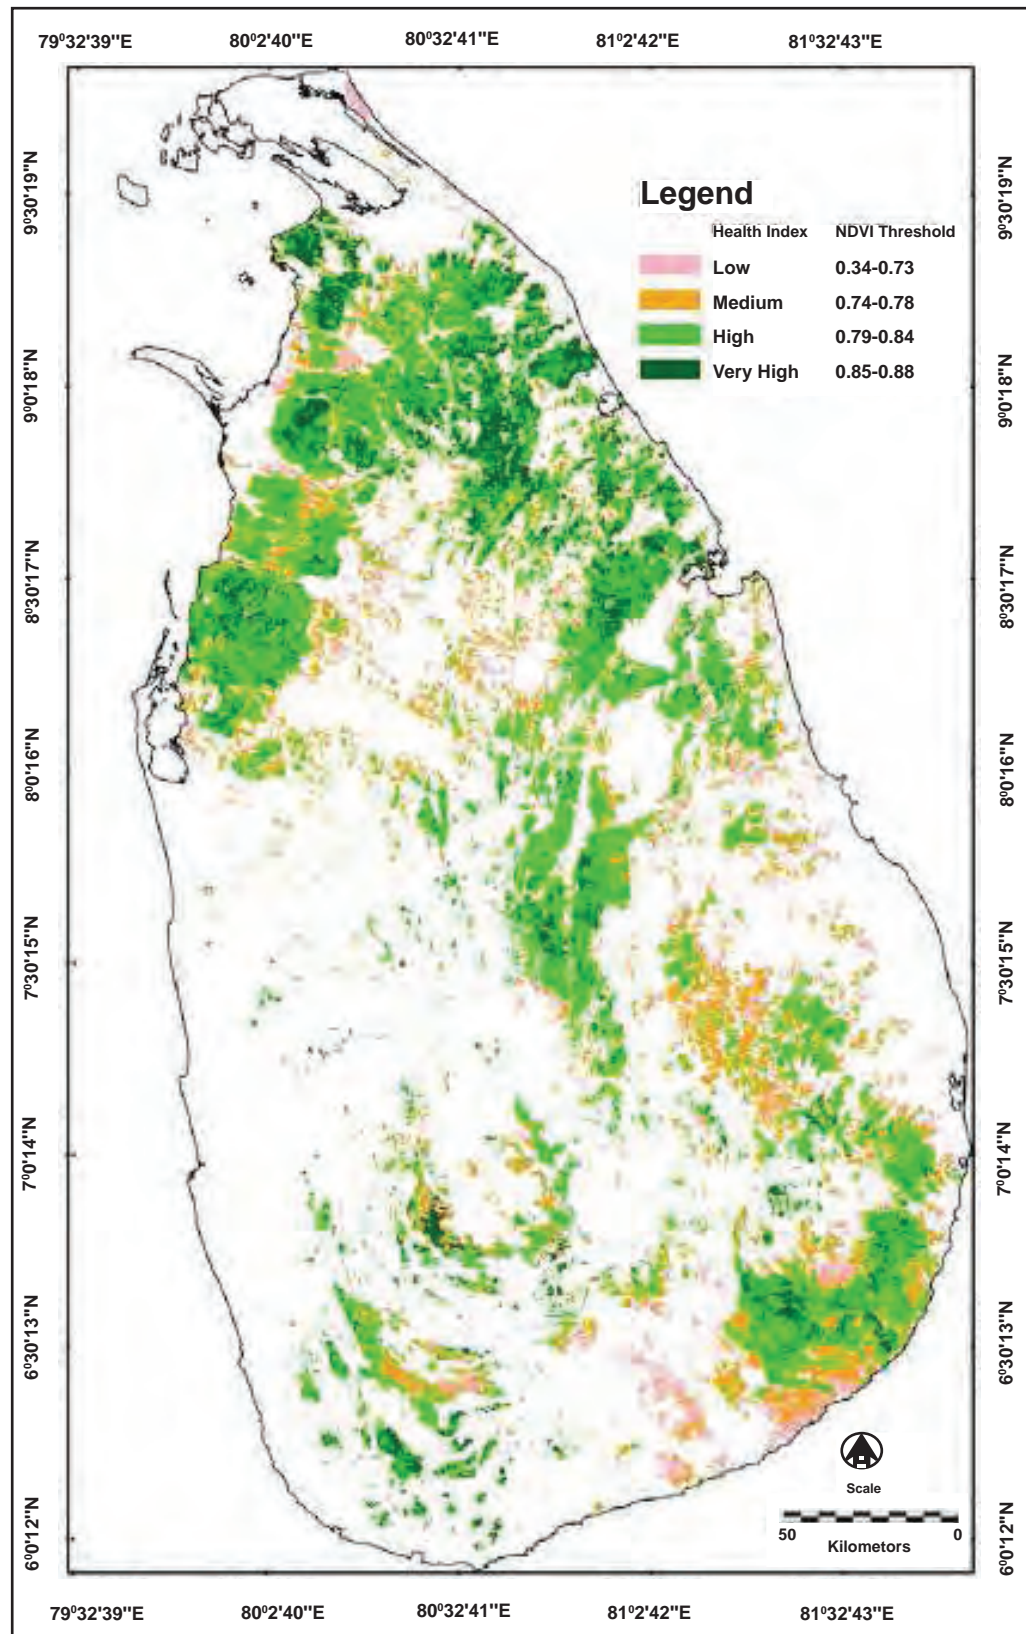 79⁰32'39"E 80⁰2'40"E 80⁰32'41"E 81⁰2'42"E 81⁰32'43"E
9⁰30'19"N
9⁰0'18"N
8⁰30'17"N
8⁰0'16"N
7⁰30'15"N
7⁰0'14"N
6⁰30'13"N
6⁰0'12"N
Legend
Health Index NDVI Threshold
Low 0.34-0.73
Medium 0.74-0.78
High 0.79-0.84
Very High 0.85-0.88
9⁰30'19"N
9⁰0'18"N
8⁰30'17"N
8⁰0'16"N
7⁰30'15"N
7⁰0'14"N
6⁰30'13"N
6⁰0'12"N
Scale
50 0
Kilometors
79⁰32'39"E 80⁰2'40"E 80⁰32'41"E 81⁰2'42"E 81⁰32'43"E